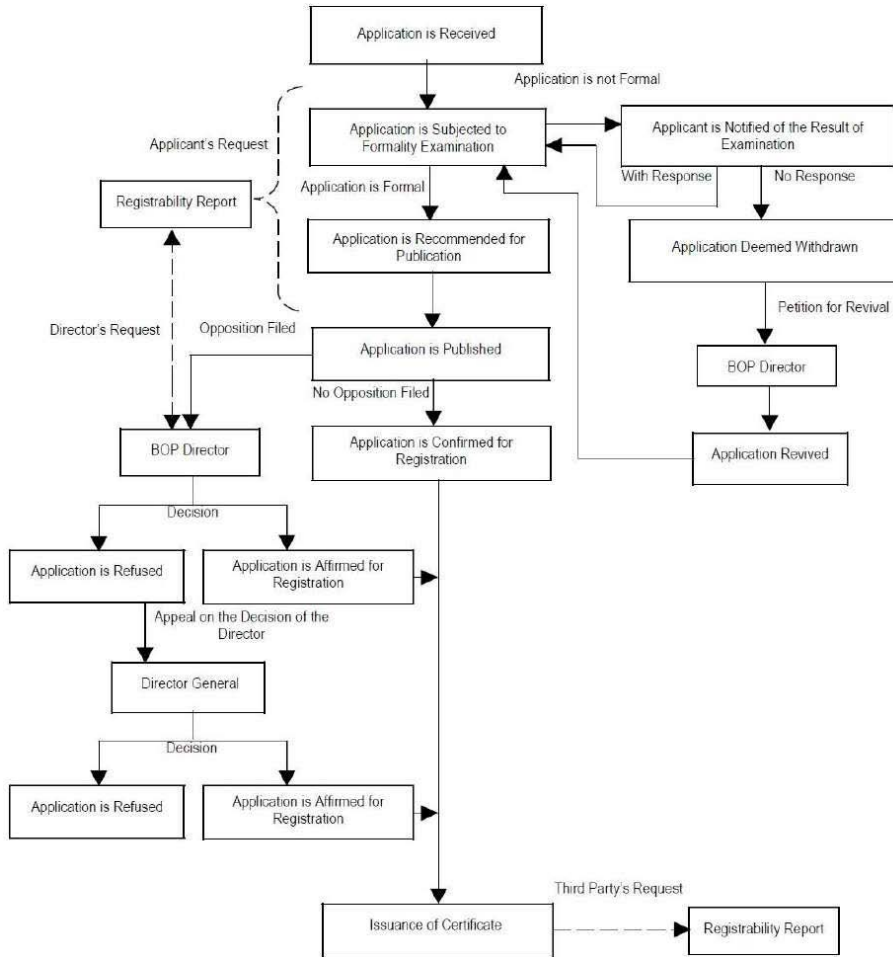 Application is Received
Application is not Formal
Application is Subjected to
Formality Examination
Applicant is Notified of the Result of
Examination
Applicant's Request
With Response
No Response
Application is Formal
Registrability Report
Application is Recommended for
Publication
Application Deemed Withdrawn
Petition for Revival
Director's Request
Opposition Filed
Application is Published
BOP Director
No Opposition Filed
BOP Director
Application is Confirmed for
Registration
Application Revived
Decision
Application is Refused
Application is Affirmed for
Registration
Appeal on the Decision of the
Director
Director General
Decision
Application is Refused
Application is Affirmed for
Registration
Third Party's Request
Issuance of Certificate
Registrability Report